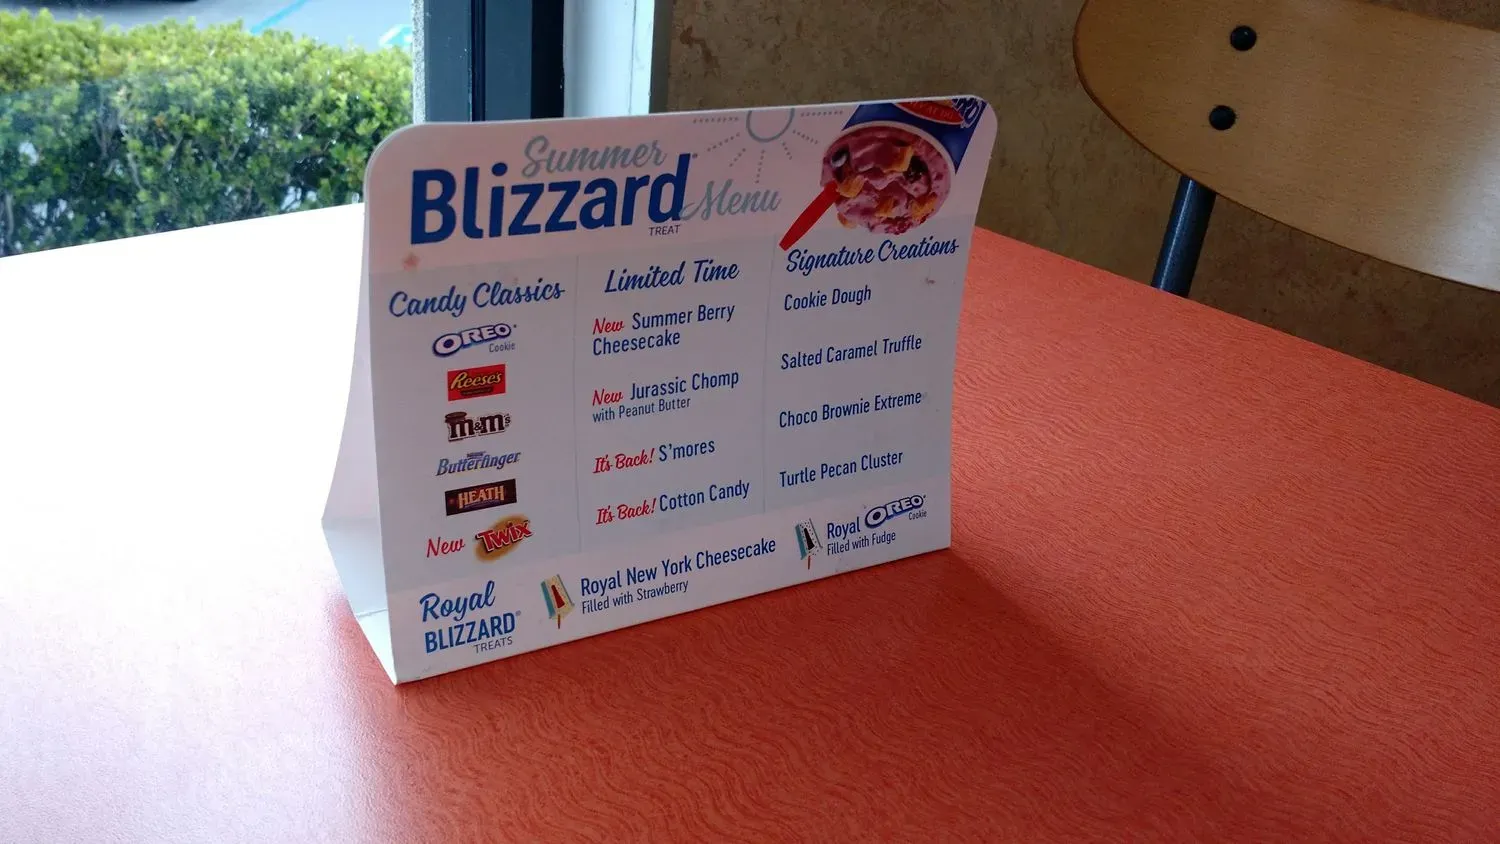 Summer
Blizzard®
Menu
TREAT
Candy Classics
OREO
Cookie
Reese's
M&M's
Nestle
Butterfinger
HEATH
New TWIX
Limited Time
New Summer Berry
Cheesecake
New Jurassic Chomp
with Peanut Butter
It's Back! S'mores
It's Back! Cotton Candy
Signature Creations
Cookie Dough
Salted Caramel Truffle
Choco Brownie Extreme
Turtle Pecan Cluster
Royal
BLIZZARD®
TREATS
Royal New York Cheesecake
Filled with Strawberry
Royal OREO
Cookie
Filled with Fudge